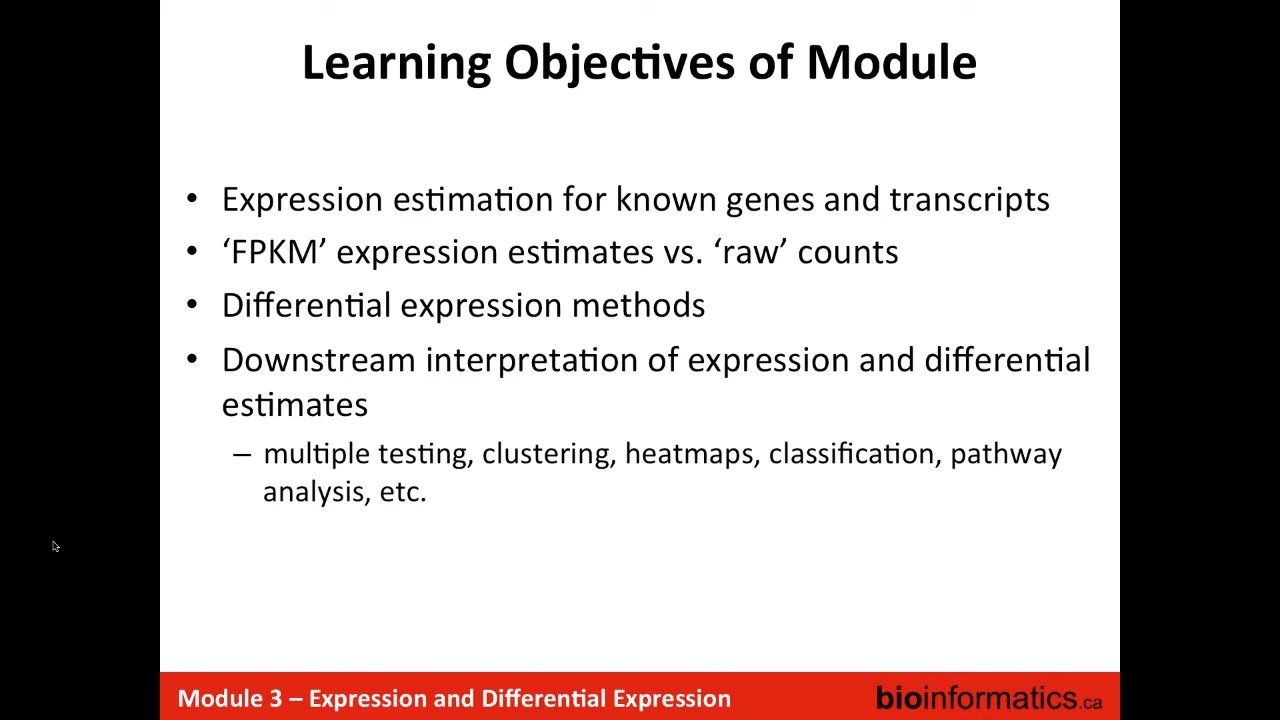 Learning Objectives of Module
• Expression estimation for known genes and transcripts
• ‘FPKM’ expression estimates vs. ‘raw’ counts
• Differential expression methods
• Downstream interpretation of expression and differential
estimates
– multiple testing, clustering, heatmaps, classification, pathway
analysis, etc.
Module 3 – Expression and Differential Expression
bioinformatics.ca